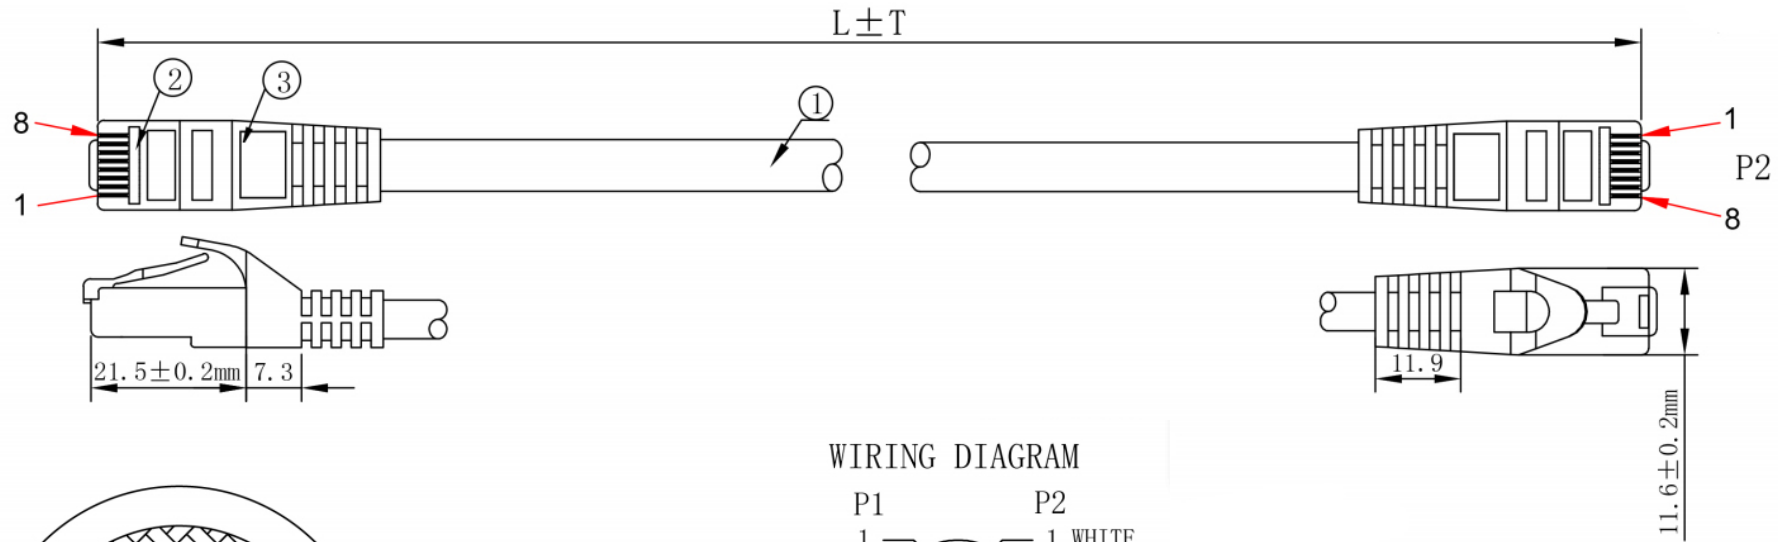 L±T
2
3
1
8
1
1
P2
8
21.5±0.2mm
7.3
11.9
11.6±0.2mm
WIRING DIAGRAM
P1 P2
1 1 WHITE